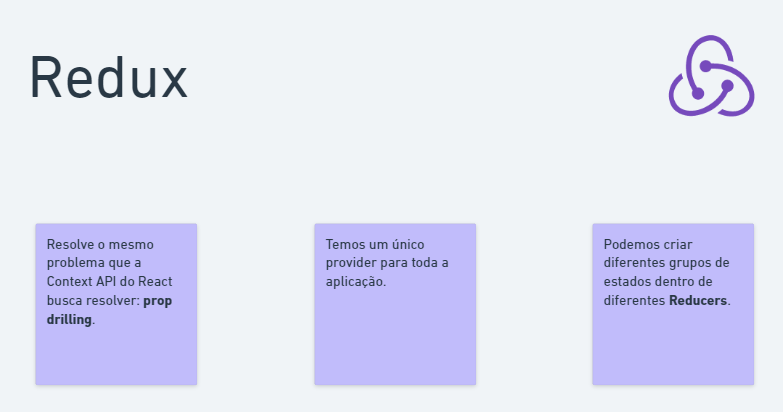 Redux
Resolve o mesmo
problema que a
Context API do React
busca resolver: prop
drilling.
Temos um único
provider para toda a
aplicação.
Podemos criar
diferentes grupos de
estados dentro de
diferentes Reducers.